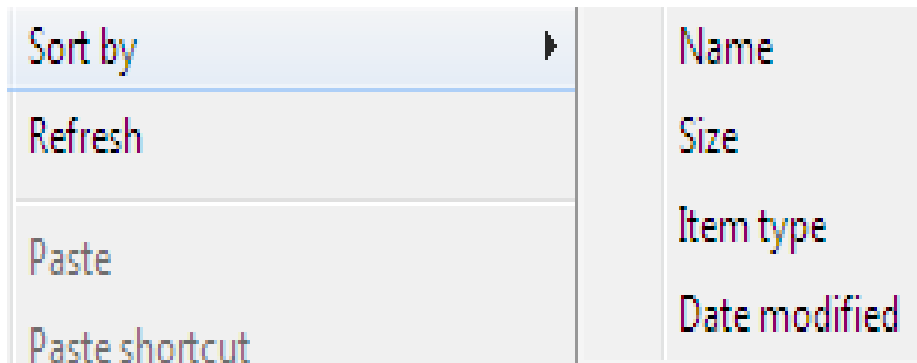 Sort by
Refresh
Paste
Paste shortcut
Name
Size
Item type
Date modified